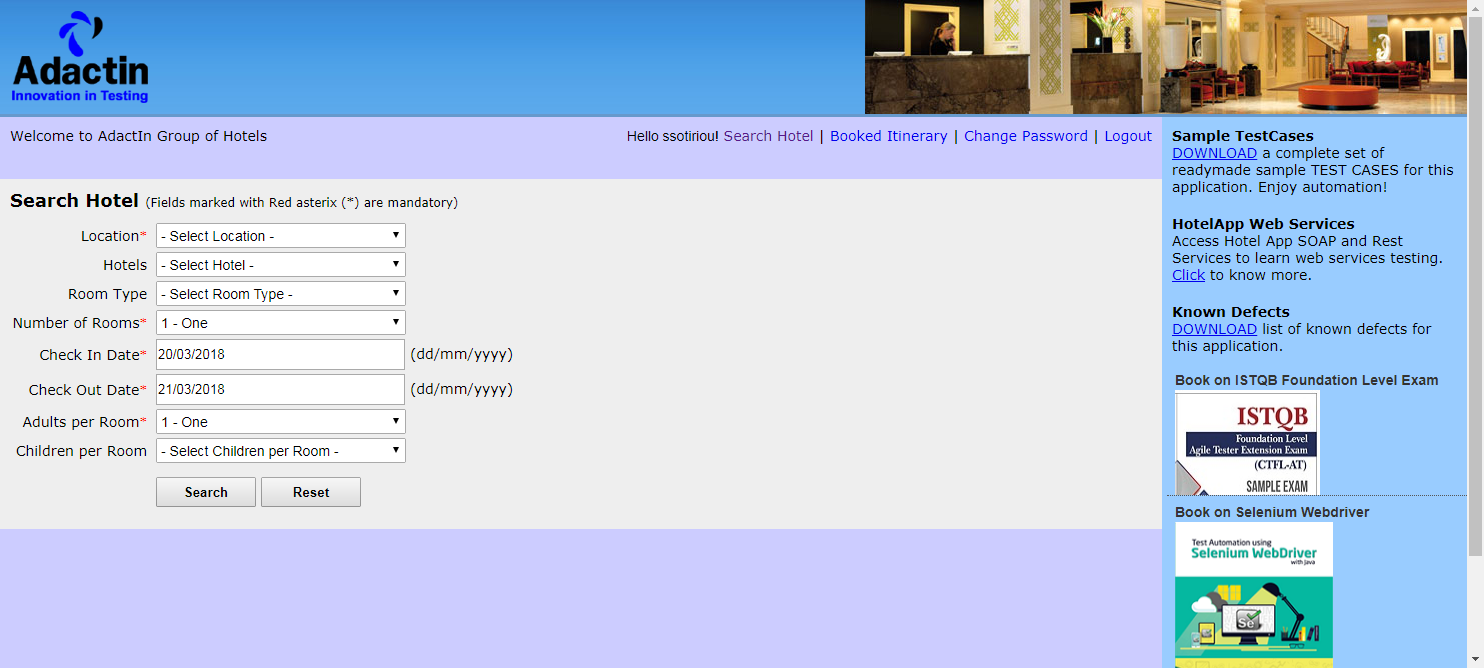 Adactin
Innovation in Testing
Welcome to AdactIn Group of Hotels
Hello ssotiriou! Search Hotel | Booked Itinerary | Change Password | Logout
Search Hotel (Fields marked with Red asterix (*) are mandatory)
Location* - Select Location -
Hotels - Select Hotel -
Room Type - Select Room Type -
Number of Rooms* 1 - One
Check In Date* 20/03/2018 (dd/mm/yyyy)
Check Out Date* 21/03/2018 (dd/mm/yyyy)
Adults per Room* 1 - One
Children per Room - Select Children per Room -
Search Reset
Sample TestCases
DOWNLOAD a complete set of
readymade sample TEST CASES for this
application. Enjoy automation!
HotelApp Web Services
Access Hotel App SOAP and Rest
Services to learn web services testing.
Click to know more.
Known Defects
DOWNLOAD list of known defects for
this application.
Book on ISTQB Foundation Level Exam
ISTQB
Foundation Level
Agile Tester Extension Exam
(CTFL-AT)
SAMPLE EXAM
Book on Selenium Webdriver
Test Automation using
Selenium WebDriver
with Java
Se